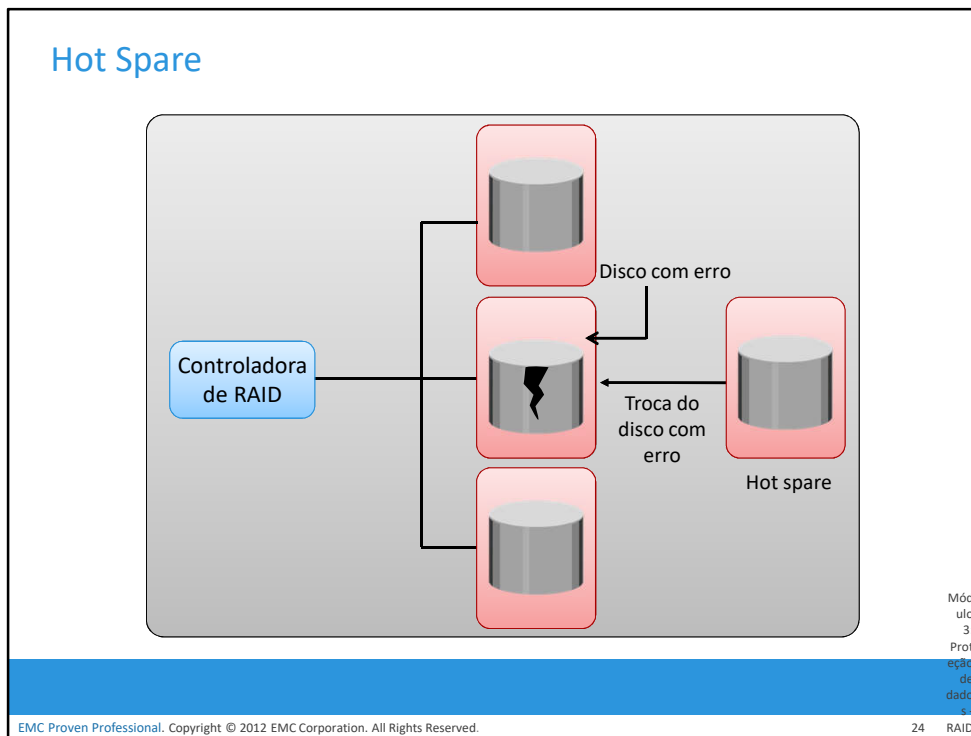 Hot Spare
Disco com erro
Controladora
de RAID
Troca do
disco com
erro
Hot spare
Mód
ulo
3
Prot
eção
de
dado
s -
RAID
EMC Proven Professional. Copyright © 2012 EMC Corporation. All Rights Reserved.
24